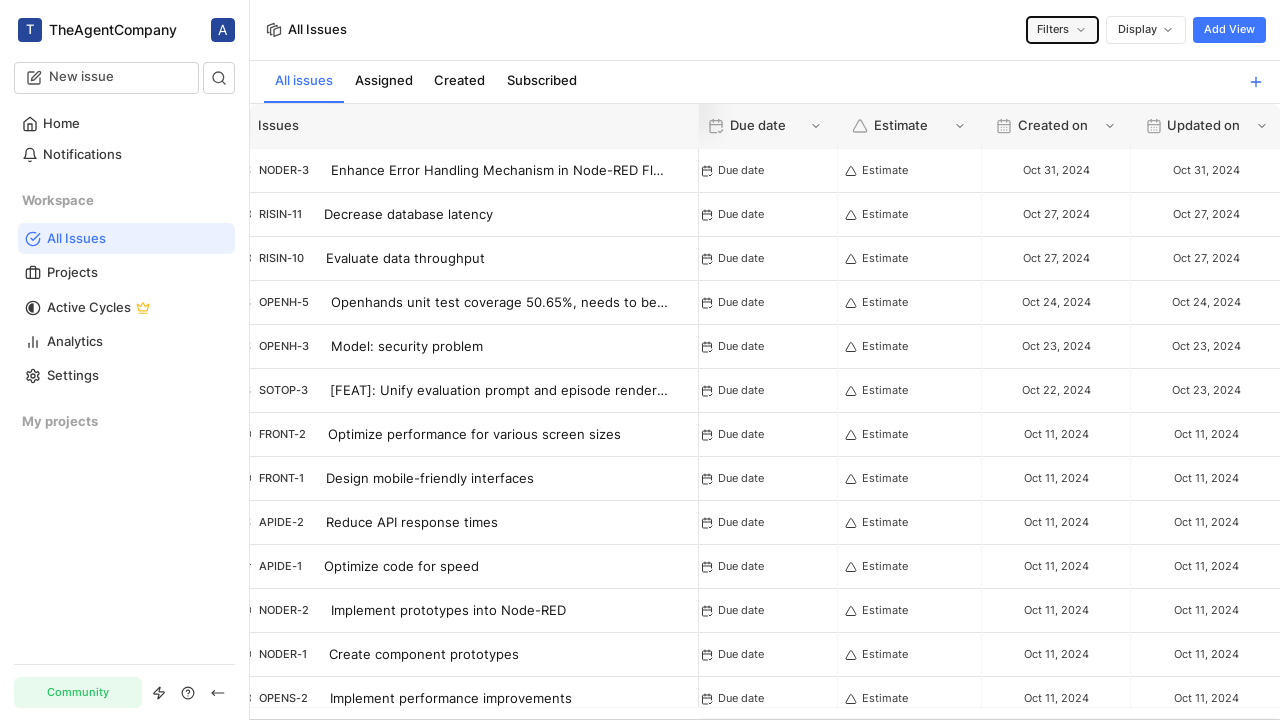 T TheAgentCompany A
New issue
Home
Notifications
Workspace
All Issues
Projects
Active Cycles
Analytics
Settings
My projects
Community
All Issues
Filters Display Add View
All issues Assigned Created Subscribed
Issues Due date Estimate Created on Updated on
NODER-3 Enhance Error Handling Mechanism in Node-RED Fl... Due date Estimate Oct 31, 2024 Oct 31, 2024
RISIN-11 Decrease database latency Due date Estimate Oct 27, 2024 Oct 27, 2024
RISIN-10 Evaluate data throughput Due date Estimate Oct 27, 2024 Oct 27, 2024
OPENH-5 Openhands unit test coverage 50.65%, needs to be... Due date Estimate Oct 24, 2024 Oct 24, 2024
OPENH-3 Model: security problem Due date Estimate Oct 23, 2024 Oct 23, 2024
SOTOP-3 [FEAT]: Unify evaluation prompt and episode render... Due date Estimate Oct 22, 2024 Oct 23, 2024
FRONT-2 Optimize performance for various screen sizes Due date Estimate Oct 11, 2024 Oct 11, 2024
FRONT-1 Design mobile-friendly interfaces Due date Estimate Oct 11, 2024 Oct 11, 2024
APIDE-2 Reduce API response times Due date Estimate Oct 11, 2024 Oct 11, 2024
APIDE-1 Optimize code for speed Due date Estimate Oct 11, 2024 Oct 11, 2024
NODER-2 Implement prototypes into Node-RED Due date Estimate Oct 11, 2024 Oct 11, 2024
NODER-1 Create component prototypes Due date Estimate Oct 11, 2024 Oct 11, 2024
OPENS-2 Implement performance improvements Due date Estimate Oct 11, 2024 Oct 11, 2024